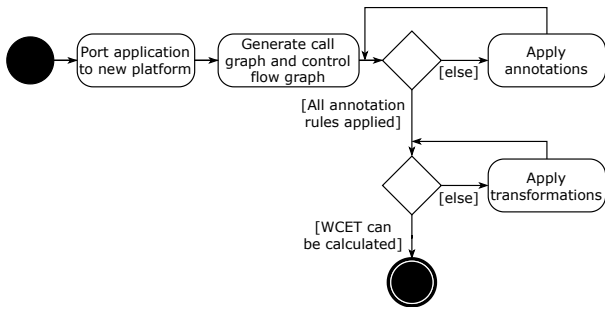 Port application
to new platform
Generate call
graph and control
flow graph
[else]
Apply
annotations
[All annotation
rules applied]
[else]
Apply
transformations
[WCET can
be calculated]